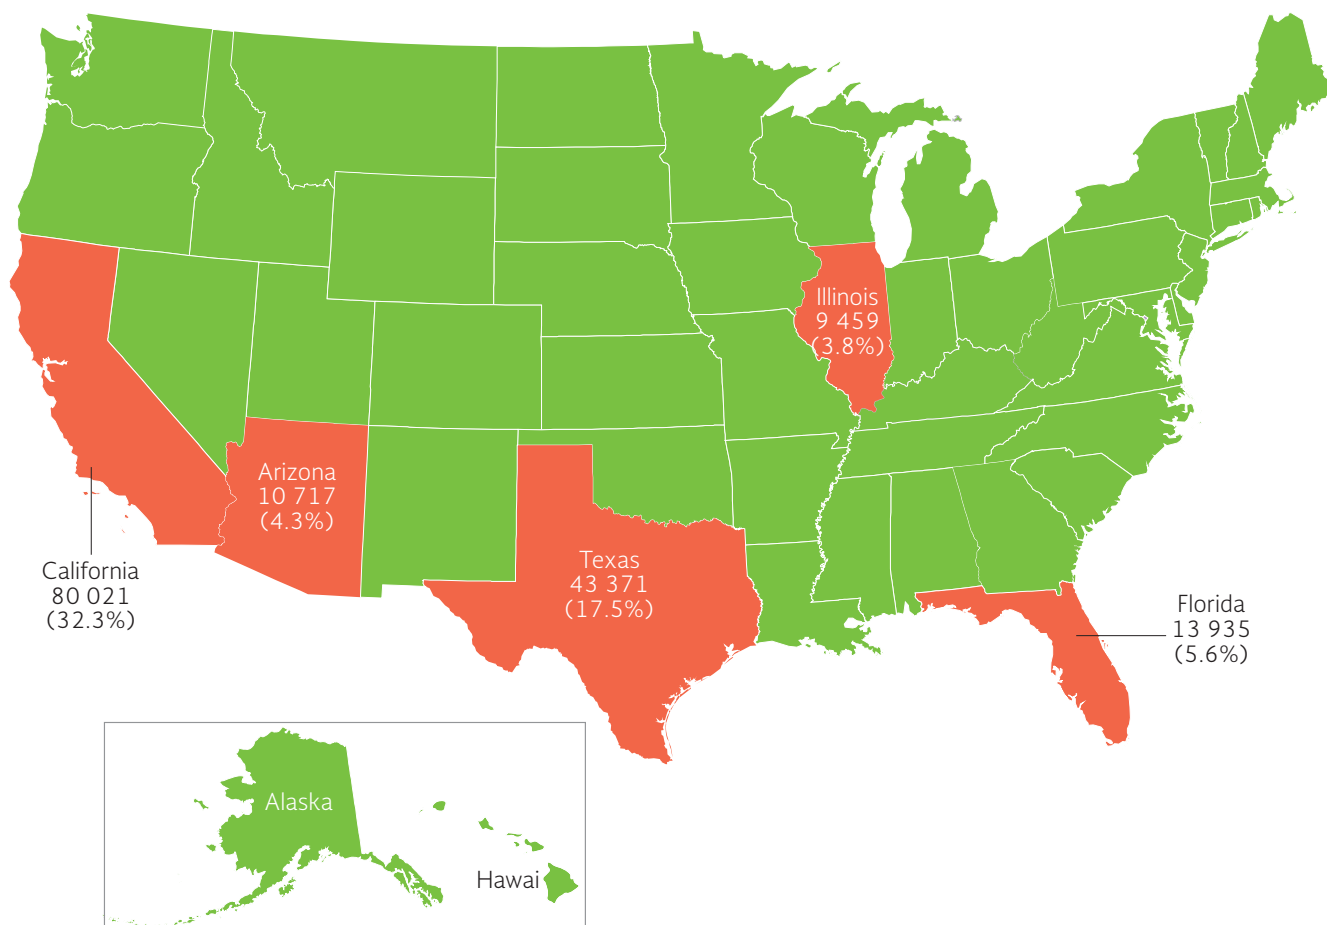 Illinois
9 459
(3.8%)
Arizona
10 717
(4.3%)
Texas
43 371
(17.5%)
California
80 021
(32.3%)
Florida
13 935
(5.6%)
Alaska
Hawai